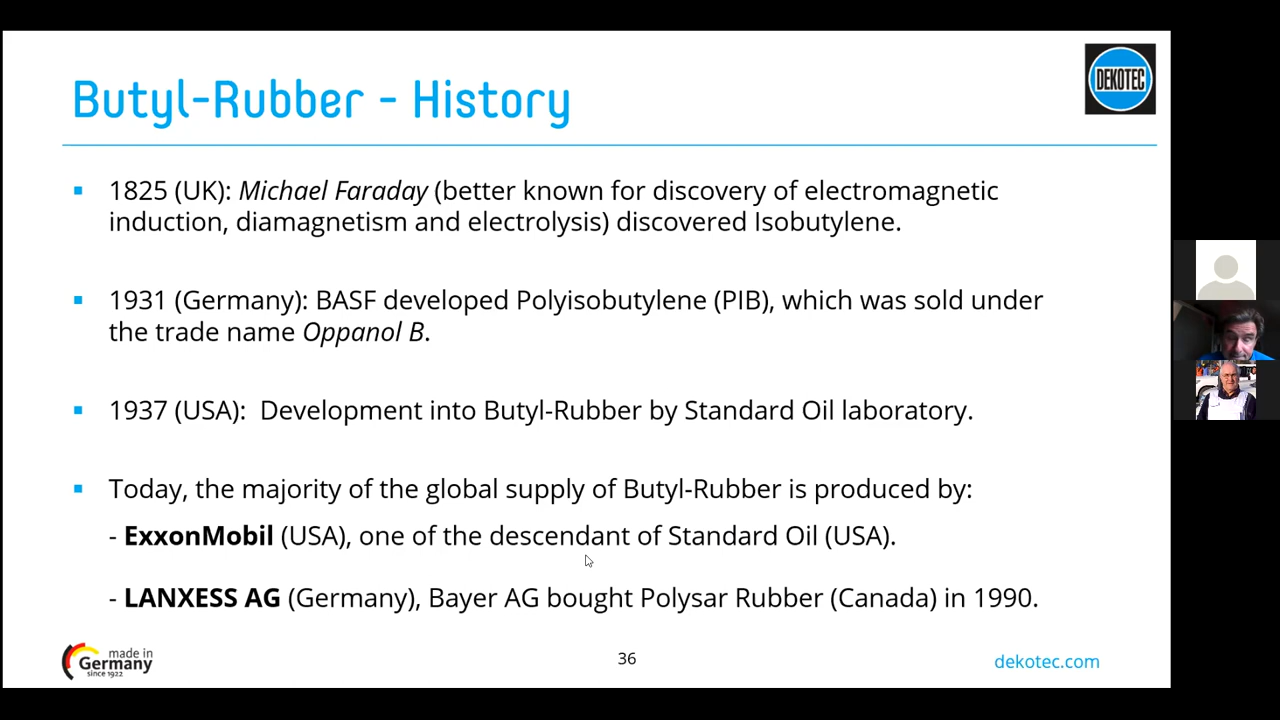 Butyl-Rubber - History
DEKOTEC
1825 (UK): Michael Faraday (better known for discovery of electromagnetic
induction, diamagnetism and electrolysis) discovered Isobutylene.
1931 (Germany): BASF developed Polyisobutylene (PIB), which was sold under
the trade name Oppanol B.
1937 (USA):  Development into Butyl-Rubber by Standard Oil laboratory.
Today, the majority of the global supply of Butyl-Rubber is produced by:
- ExxonMobil (USA), one of the descendant of Standard Oil (USA).
- LANXESS AG (Germany), Bayer AG bought Polysar Rubber (Canada) in 1990.
made in
Germany
since 1922
36
dekotec.com